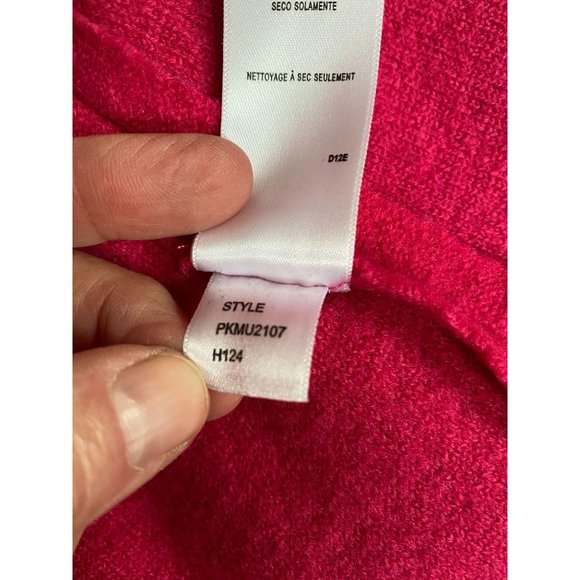 SECO SOLAMENTE
NETTOYAGE À SEC SEULEMENT
D12E
STYLE
PKMU2107
H124